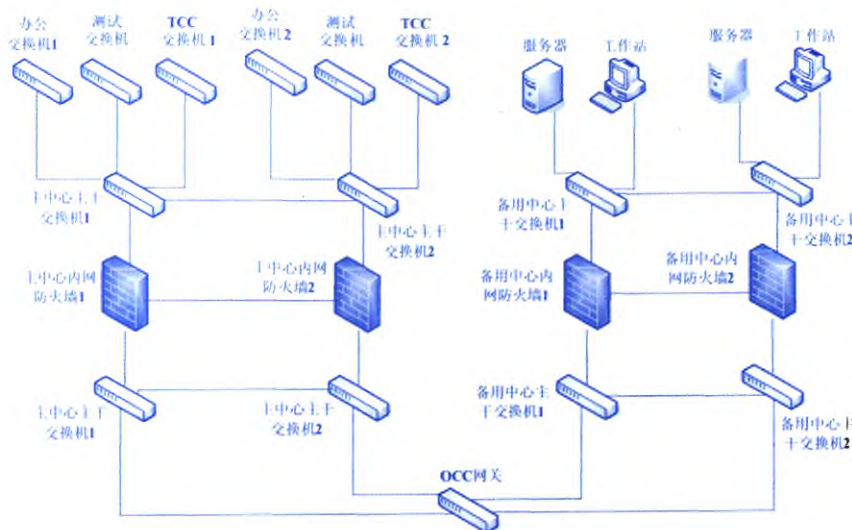 办公
交换机1
测试
交换机
TCC
交换机 1
办公
交换机2
测试
交换机
TCC
交换机 2
服务器
工作站
服务器
工作站
主中心主干
交换机1
主中心主干
交换机2
备用中心主
干交换机1
备用中心主
干交换机2
主中心内网
防火墙1
主中心内网
防火墙2
备用中心内
网防火墙1
备用中心内
网防火墙2
主中心主干
交换机1
主中心主干
交换机2
备用中心主
干交换机1
备用中心主
干交换机2
OCC网关